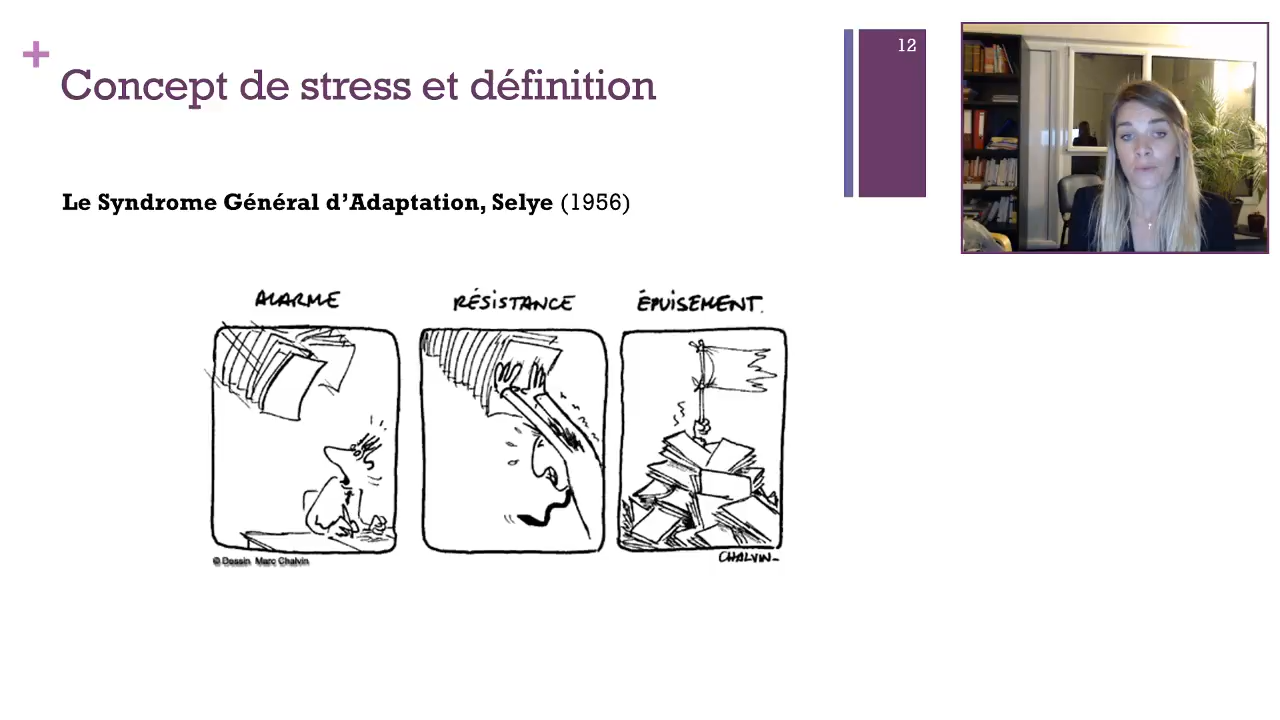 12
+
Concept de stress et définition
Le Syndrome Général d’Adaptation, Selye (1956)
ALARME RÉSISTANCE ÉPUISEMENT.
© Dessin Marc Chalvin
CHALVIN